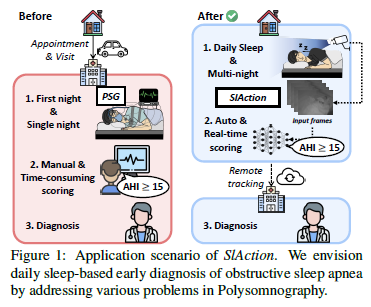 Before
Appointment
& Visit
PSG
1. First night
&
Single night
2. Manual &
Time-consuming
scoring
AHI ≥ 15
3. Diagnosis
After
1. Daily Sleep
&
Multi-night
z z
SlAction
Input frames
2. Auto &
Real-time
scoring
AHI ≥ 15
Remote
tracking
3. Diagnosis
Figure 1: Application scenario of SlAction. We envision
daily sleep-based early diagnosis of obstructive sleep apnea
by addressing various problems in Polysomnography.